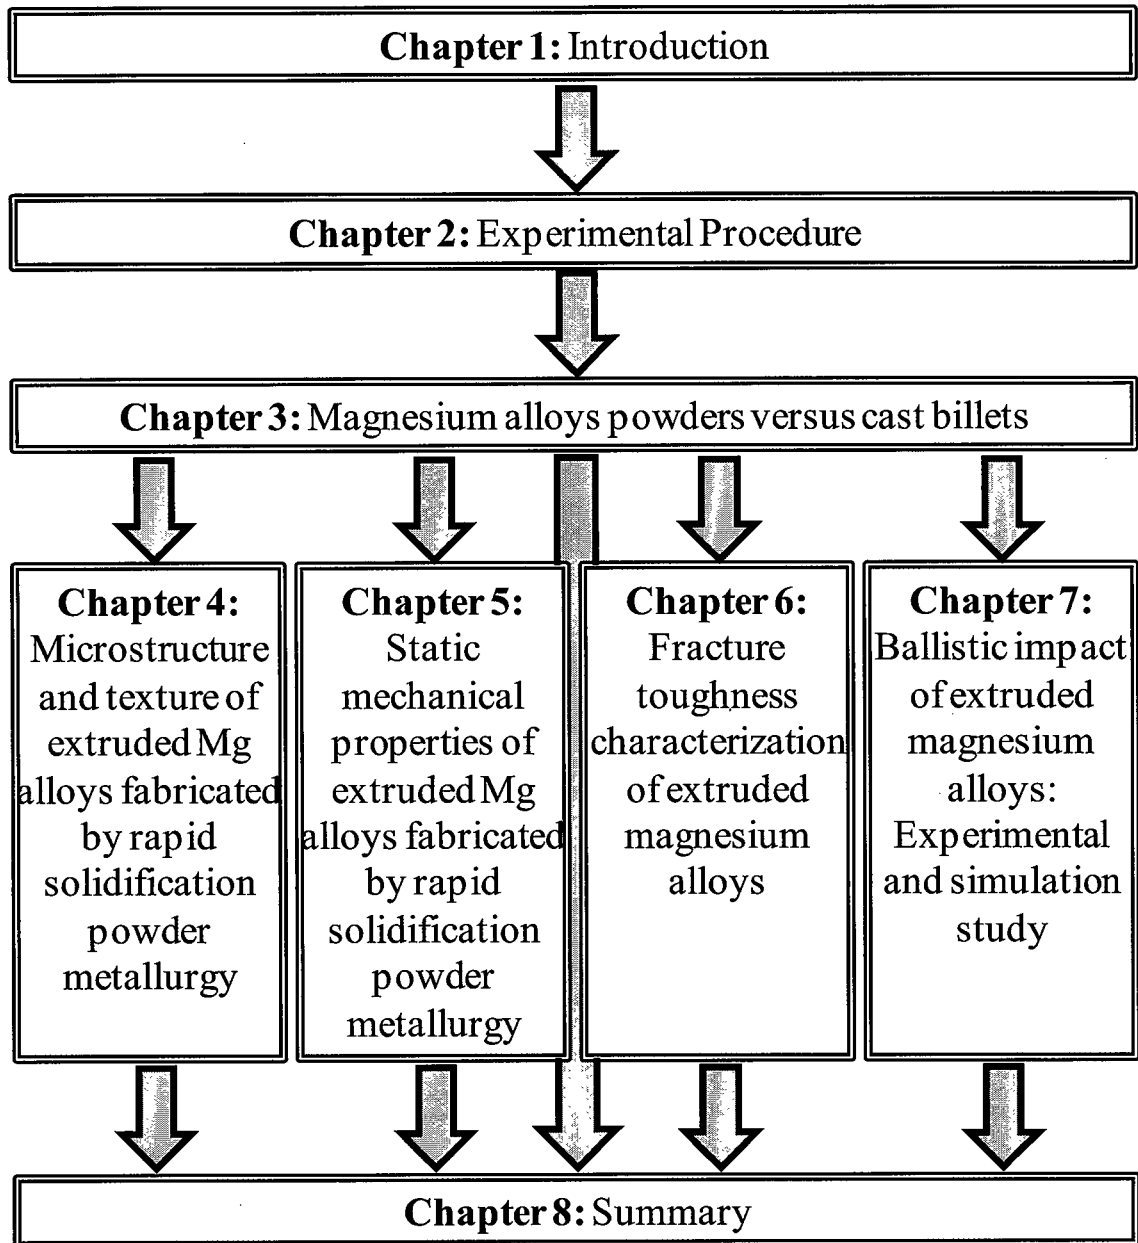 Chapter 1: Introduction
Chapter 2: Experimental Procedure
Chapter 3: Magnesium alloys powders versus cast billets
Chapter 4:
Microstructure
and texture of
extruded Mg
alloys fabricated
by rapid
solidification
powder
metallurgy
Chapter 5:
Static
mechanical
properties of
extruded Mg
alloys fabricated
by rapid
solidification
powder
metallurgy
Chapter 6:
Fracture
toughness
characterization
of extruded
magnesium
alloys
Chapter 7:
Ballistic impact
of extruded
magnesium
alloys:
Experimental
and simulation
study
Chapter 8: Summary